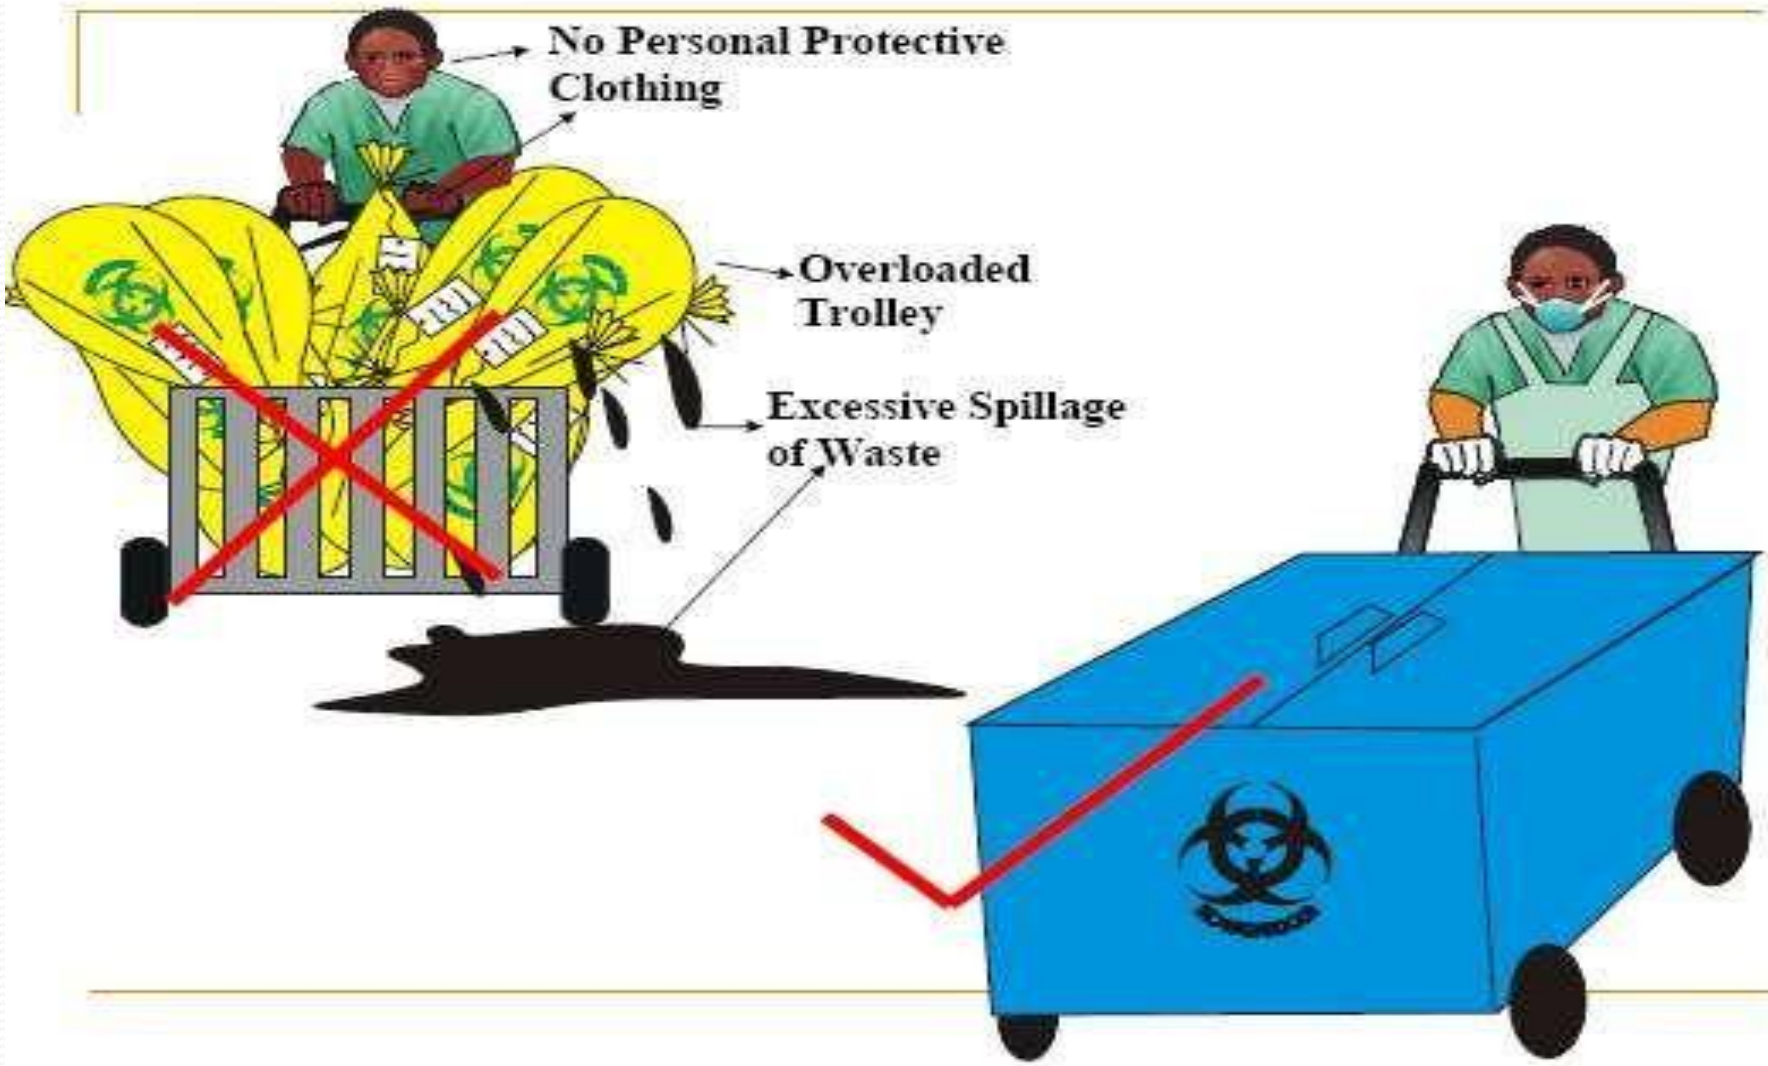 No Personal Protective
Clothing
Overloaded
Trolley
Excessive Spillage
of Waste